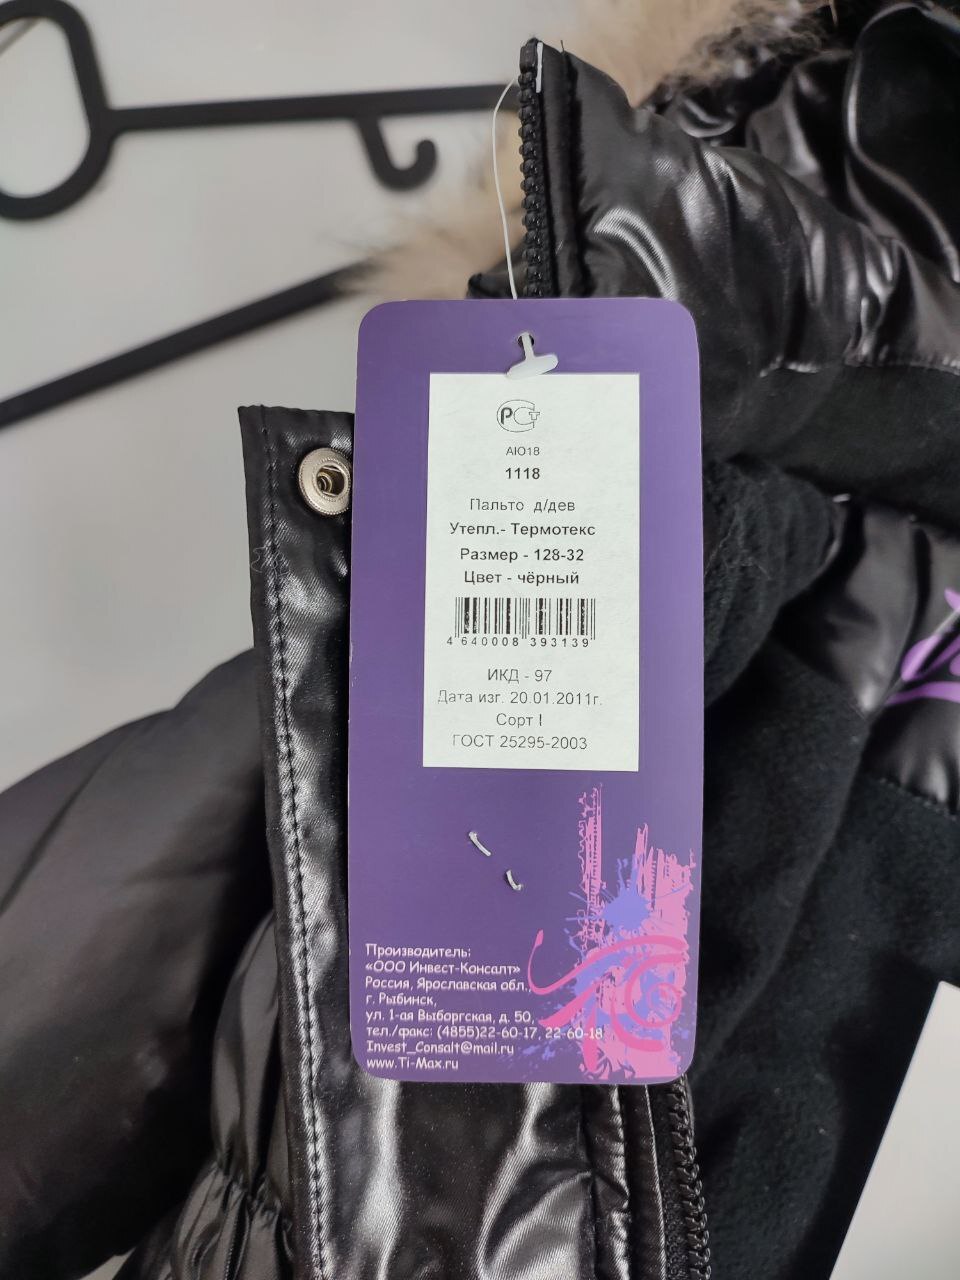 РСТ
АЮ18
1118
Пальто д/дев
Утепл.- Термотекс
Размер - 128-32
Цвет - чёрный
4 640008 393139
ИКД - 97
Дата изг. 20.01.2011г.
Сорт I
ГОСТ 25295-2003
Производитель:
«ООО Инвест-Консалт»
Россия, Ярославская обл.,
г. Рыбинск,
ул. 1-ая Выборгская, д. 50,
тел./факс: (4855)22-60-17, 22-60-18
Invest_Consalt@mail.ru
www.Ti-Max.ru